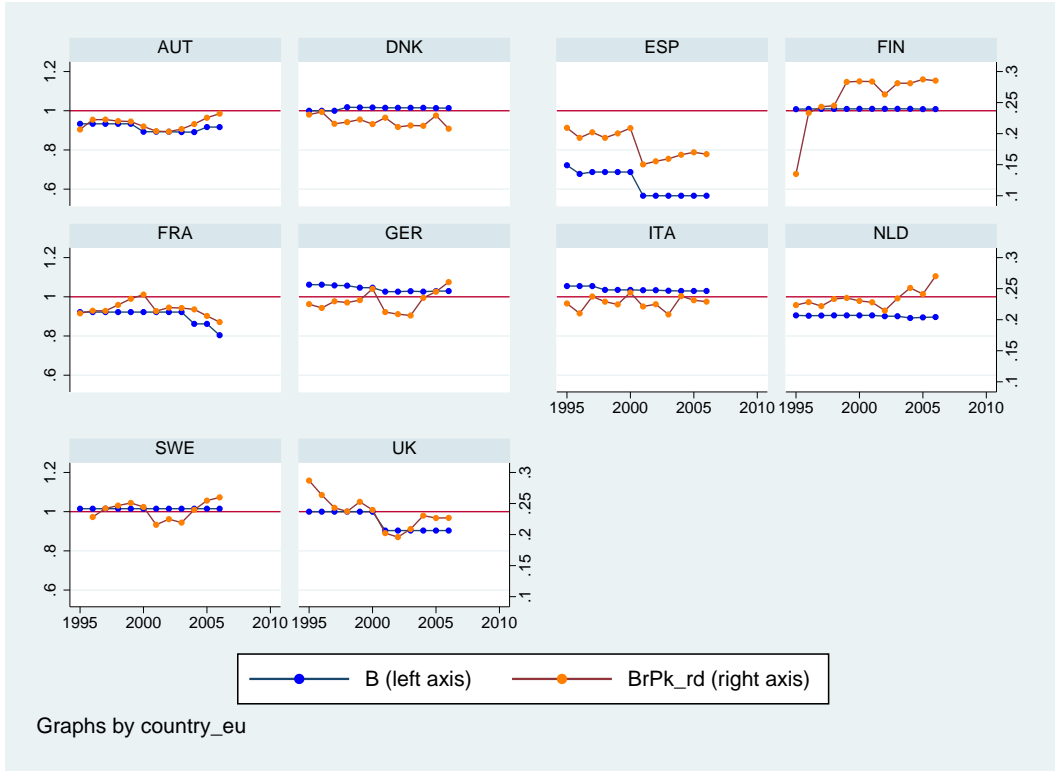 AUT DNK ESP FIN
.6 .8 1 1.2
.1 .15 .2 .25 .3
FRA GER ITA NLD
.6 .8 1 1.2
.1 .15 .2 .25 .3
1995 2000 2005 2010 1995 2000 2005 2010
SWE UK
.6 .8 1 1.2
.1 .15 .2 .25 .3
1995 2000 2005 2010 1995 2000 2005 2010
B (left axis) BrPk_rd (right axis)
Graphs by country_eu